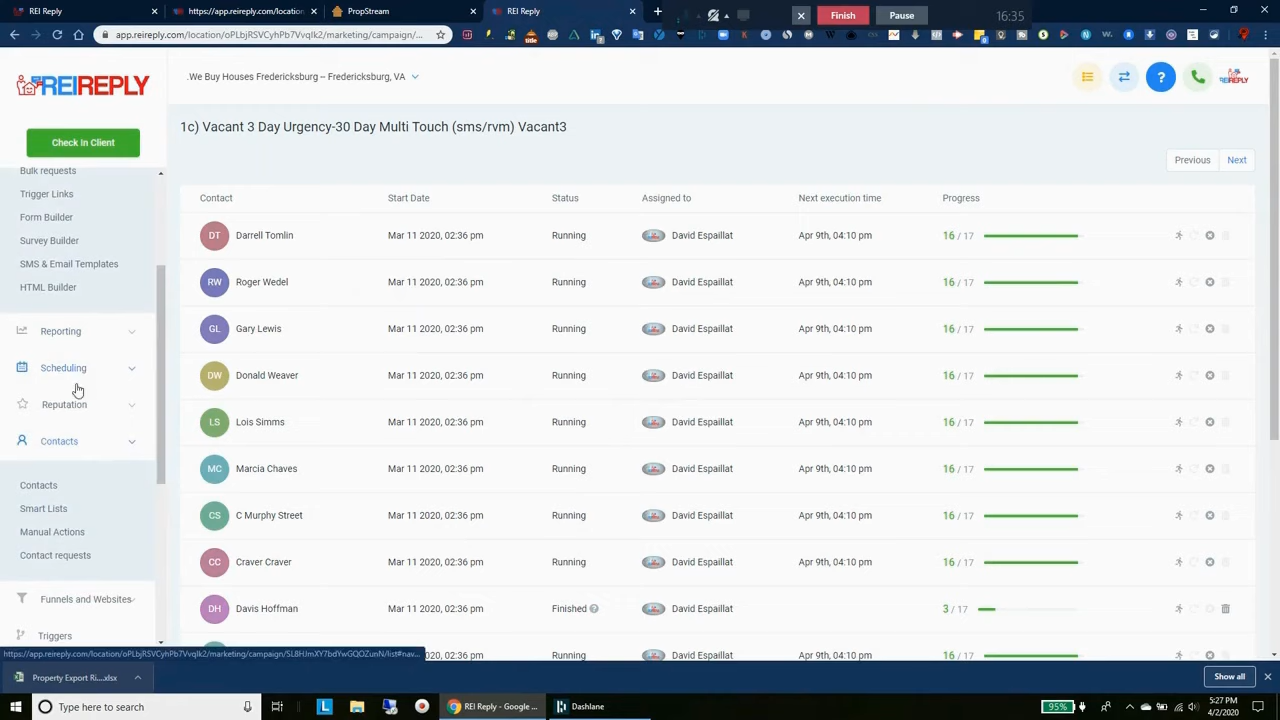 REI Reply
https://app.reireply.com/location/
PropStream
REI Reply
Finish
Pause
16:35
app.reireply.com/location/oPLbjRSVCyhPb7Vvqlk2/marketing/campaign/...
REIREPLY
.We Buy Houses Fredericksburg -- Fredericksburg, VA
Check In Client
1c) Vacant 3 Day Urgency-30 Day Multi Touch (sms/rvm) Vacant3
Previous
Next
Bulk requests
Trigger Links
Form Builder
Survey Builder
SMS & Email Templates
HTML Builder
Reporting
Scheduling
Reputation
Contacts
Contacts
Smart Lists
Manual Actions
Contact requests
Funnels and Websites
Triggers
Contact Start Date Status Assigned to Next execution time Progress
DT Darrell Tomlin Mar 11 2020, 02:36 pm Running David Espaillat Apr 9th, 04:10 pm 16 / 17
RW Roger Wedel Mar 11 2020, 02:36 pm Running David Espaillat Apr 9th, 04:10 pm 16 / 17
GL Gary Lewis Mar 11 2020, 02:36 pm Running David Espaillat Apr 9th, 04:10 pm 16 / 17
DW Donald Weaver Mar 11 2020, 02:36 pm Running David Espaillat Apr 9th, 04:10 pm 16 / 17
LS Lois Simms Mar 11 2020, 02:36 pm Running David Espaillat Apr 9th, 04:10 pm 16 / 17
MC Marcia Chaves Mar 11 2020, 02:36 pm Running David Espaillat Apr 9th, 04:10 pm 16 / 17
CS C Murphy Street Mar 11 2020, 02:36 pm Running David Espaillat Apr 9th, 04:10 pm 16 / 17
CC Craver Craver Mar 11 2020, 02:36 pm Running David Espaillat Apr 9th, 04:10 pm 16 / 17
DH Davis Hoffman Mar 11 2020, 02:36 pm Finished David Espaillat 3 / 17
02:36 pm Running David Espaillat Apr 9th, 04:10 pm 16 / 17
https://app.reireply.com/location/oPLbjRSVCyhPb7Vvqlk2/marketing/campaign/SL8HJmXY7bdYwGQOZunN/list#nav...
Property Export Ri....xlsx
Show all
Type here to search
REI Reply - Google ...
Dashlane
95%
5:27 PM
4/2/2020